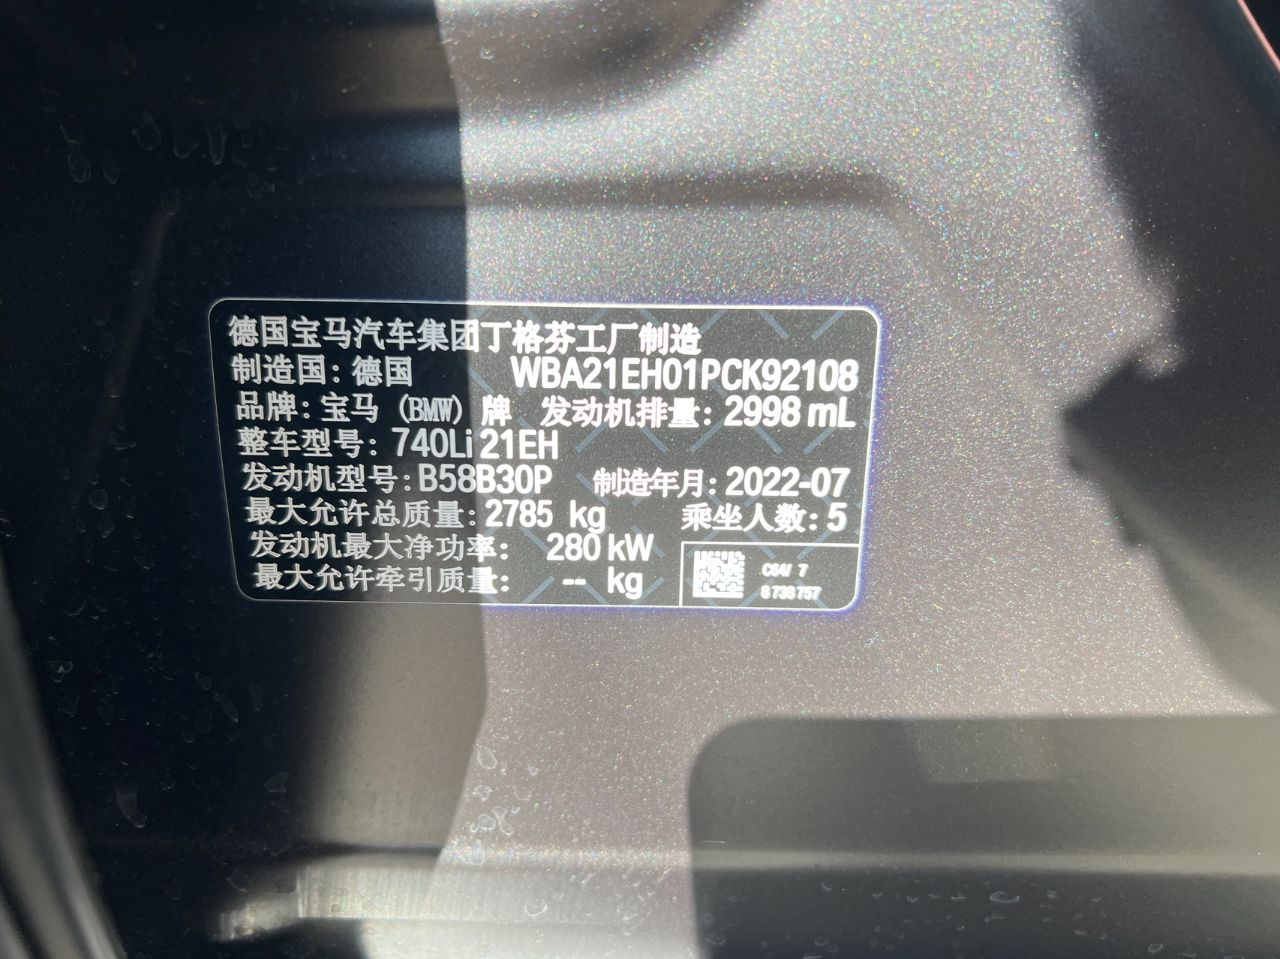 德国宝马汽车集团丁格芬工厂制造
制造国：德国 WBA21EH01PCK92108
品牌：宝马（BMW）牌 发动机排量：2998 mL
整车型号：740Li 21EH
发动机型号：B58B30P 制造年月：2022-07
最大允许总质量：2785 kg 乘坐人数：5
发动机最大净功率： 280 kW
最大允许牵引质量： -- kg
C64/ 7
8736757